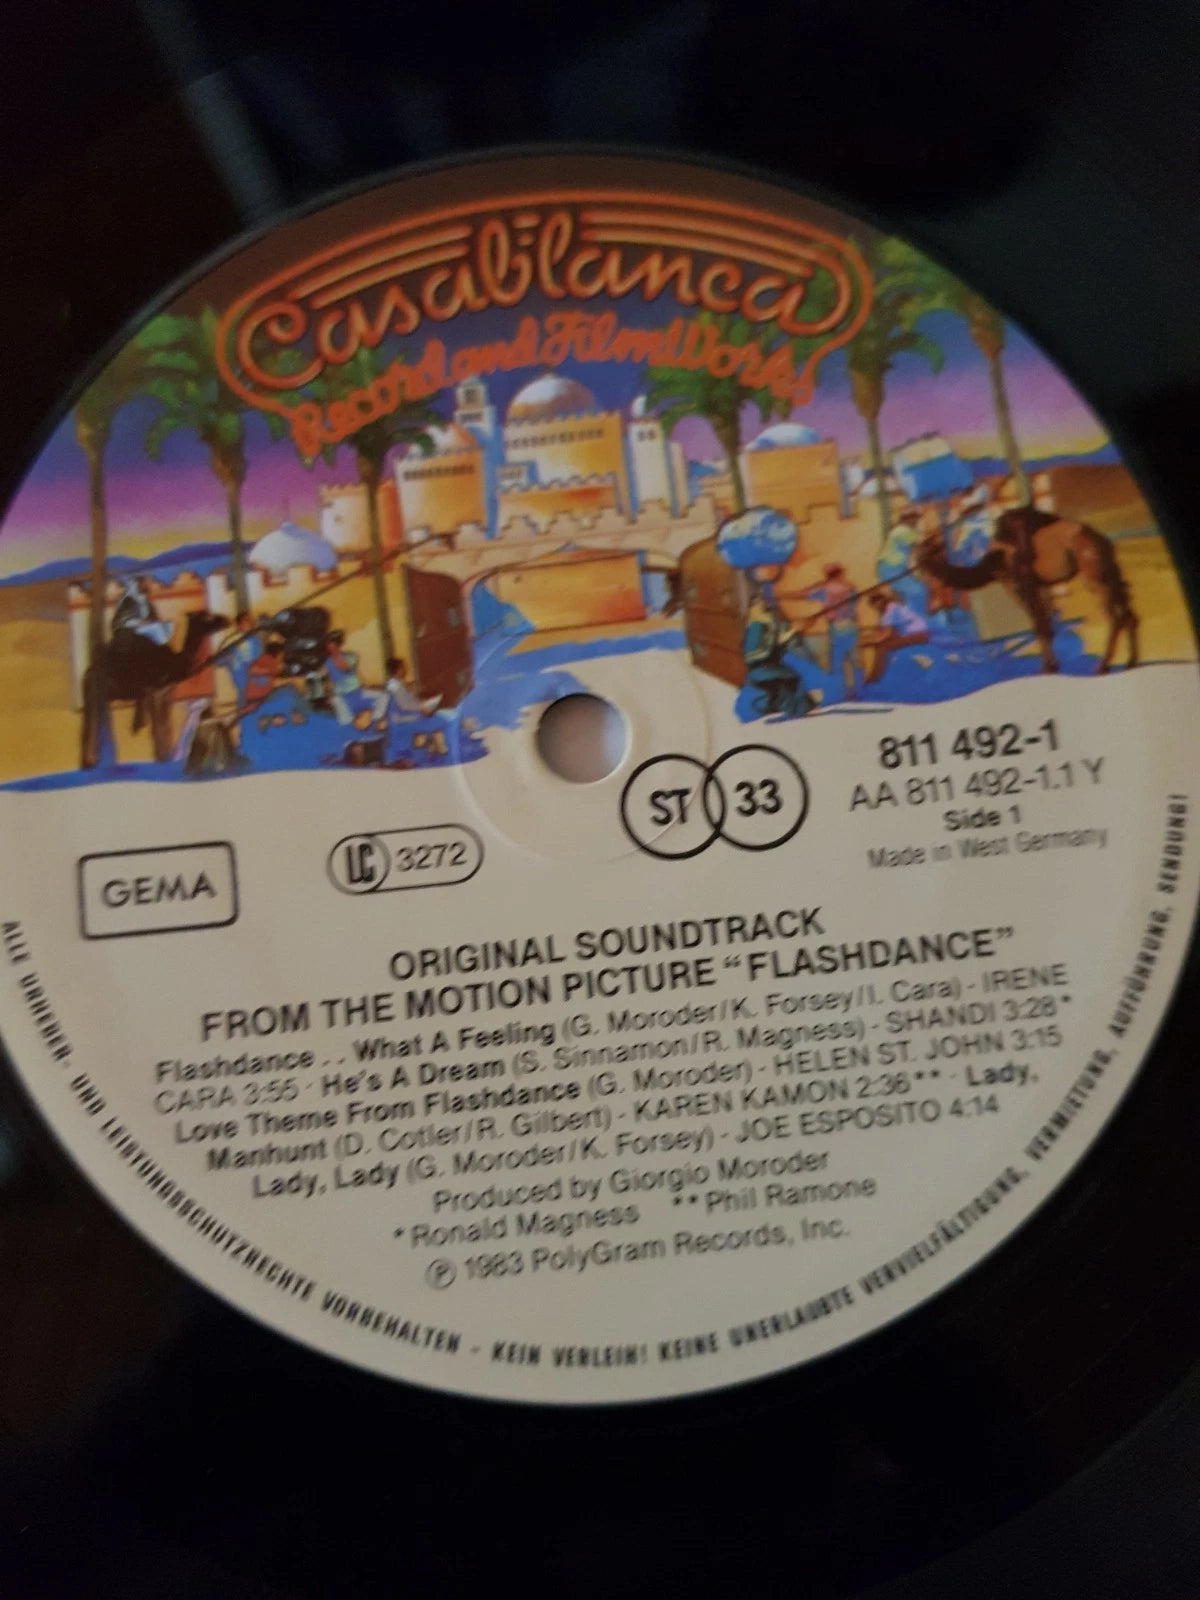 Casablanca
Record and FilmWorks
811 492-1
AA 811 492-1.1 Y
Side 1
Made in West Germany
ST 33
LC 3272
GEMA
ORIGINAL SOUNDTRACK
FROM THE MOTION PICTURE “FLASHDANCE”
Flashdance . . What A Feeling (G. Moroder/K. Forsey/I. Cara) - IRENE
CARA 3:55 · He's A Dream (S. Sinnamon/R. Magness) - SHANDI 3:28*
Love Theme From Flashdance (G. Moroder) - HELEN ST. JOHN 3:15
Manhunt (D. Cotler/R. Gilbert) - KAREN KAMON 2:36** · Lady,
Lady, Lady (G. Moroder/K. Forsey) - JOE ESPOSITO 4:14
Produced by Giorgio Moroder
*Ronald Magness **Phil Ramone
℗ 1983 PolyGram Records, Inc.
ALLE URHEBER- UND LEISTUNGSSCHUTZRECHTE VORBEHALTEN - KEIN VERLEIH! KEINE UNERLAUBTE VERVIELFÄLTIGUNG, VERMIETUNG, AUFFÜHRUNG, SENDUNG!